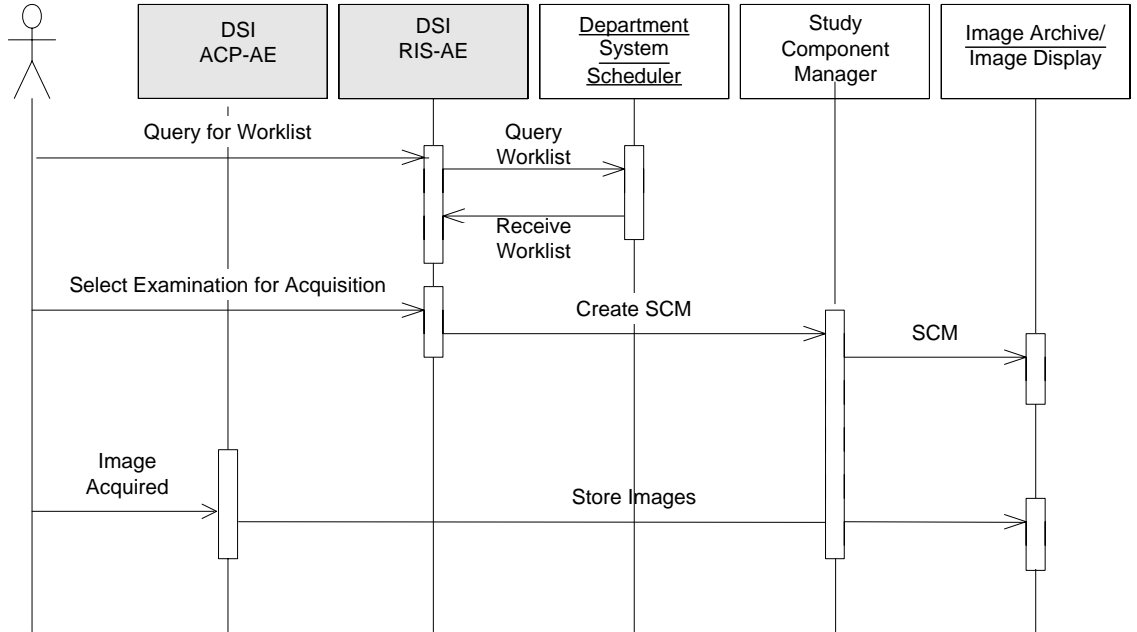 DSI
ACP-AE
DSI
RIS-AE
Department
System
Scheduler
Study
Component
Manager
Image Archive/
Image Display
Query for Worklist
Query
Worklist
Receive
Worklist
Select Examination for Acquisition
Create SCM
SCM
Image
Acquired
Store Images